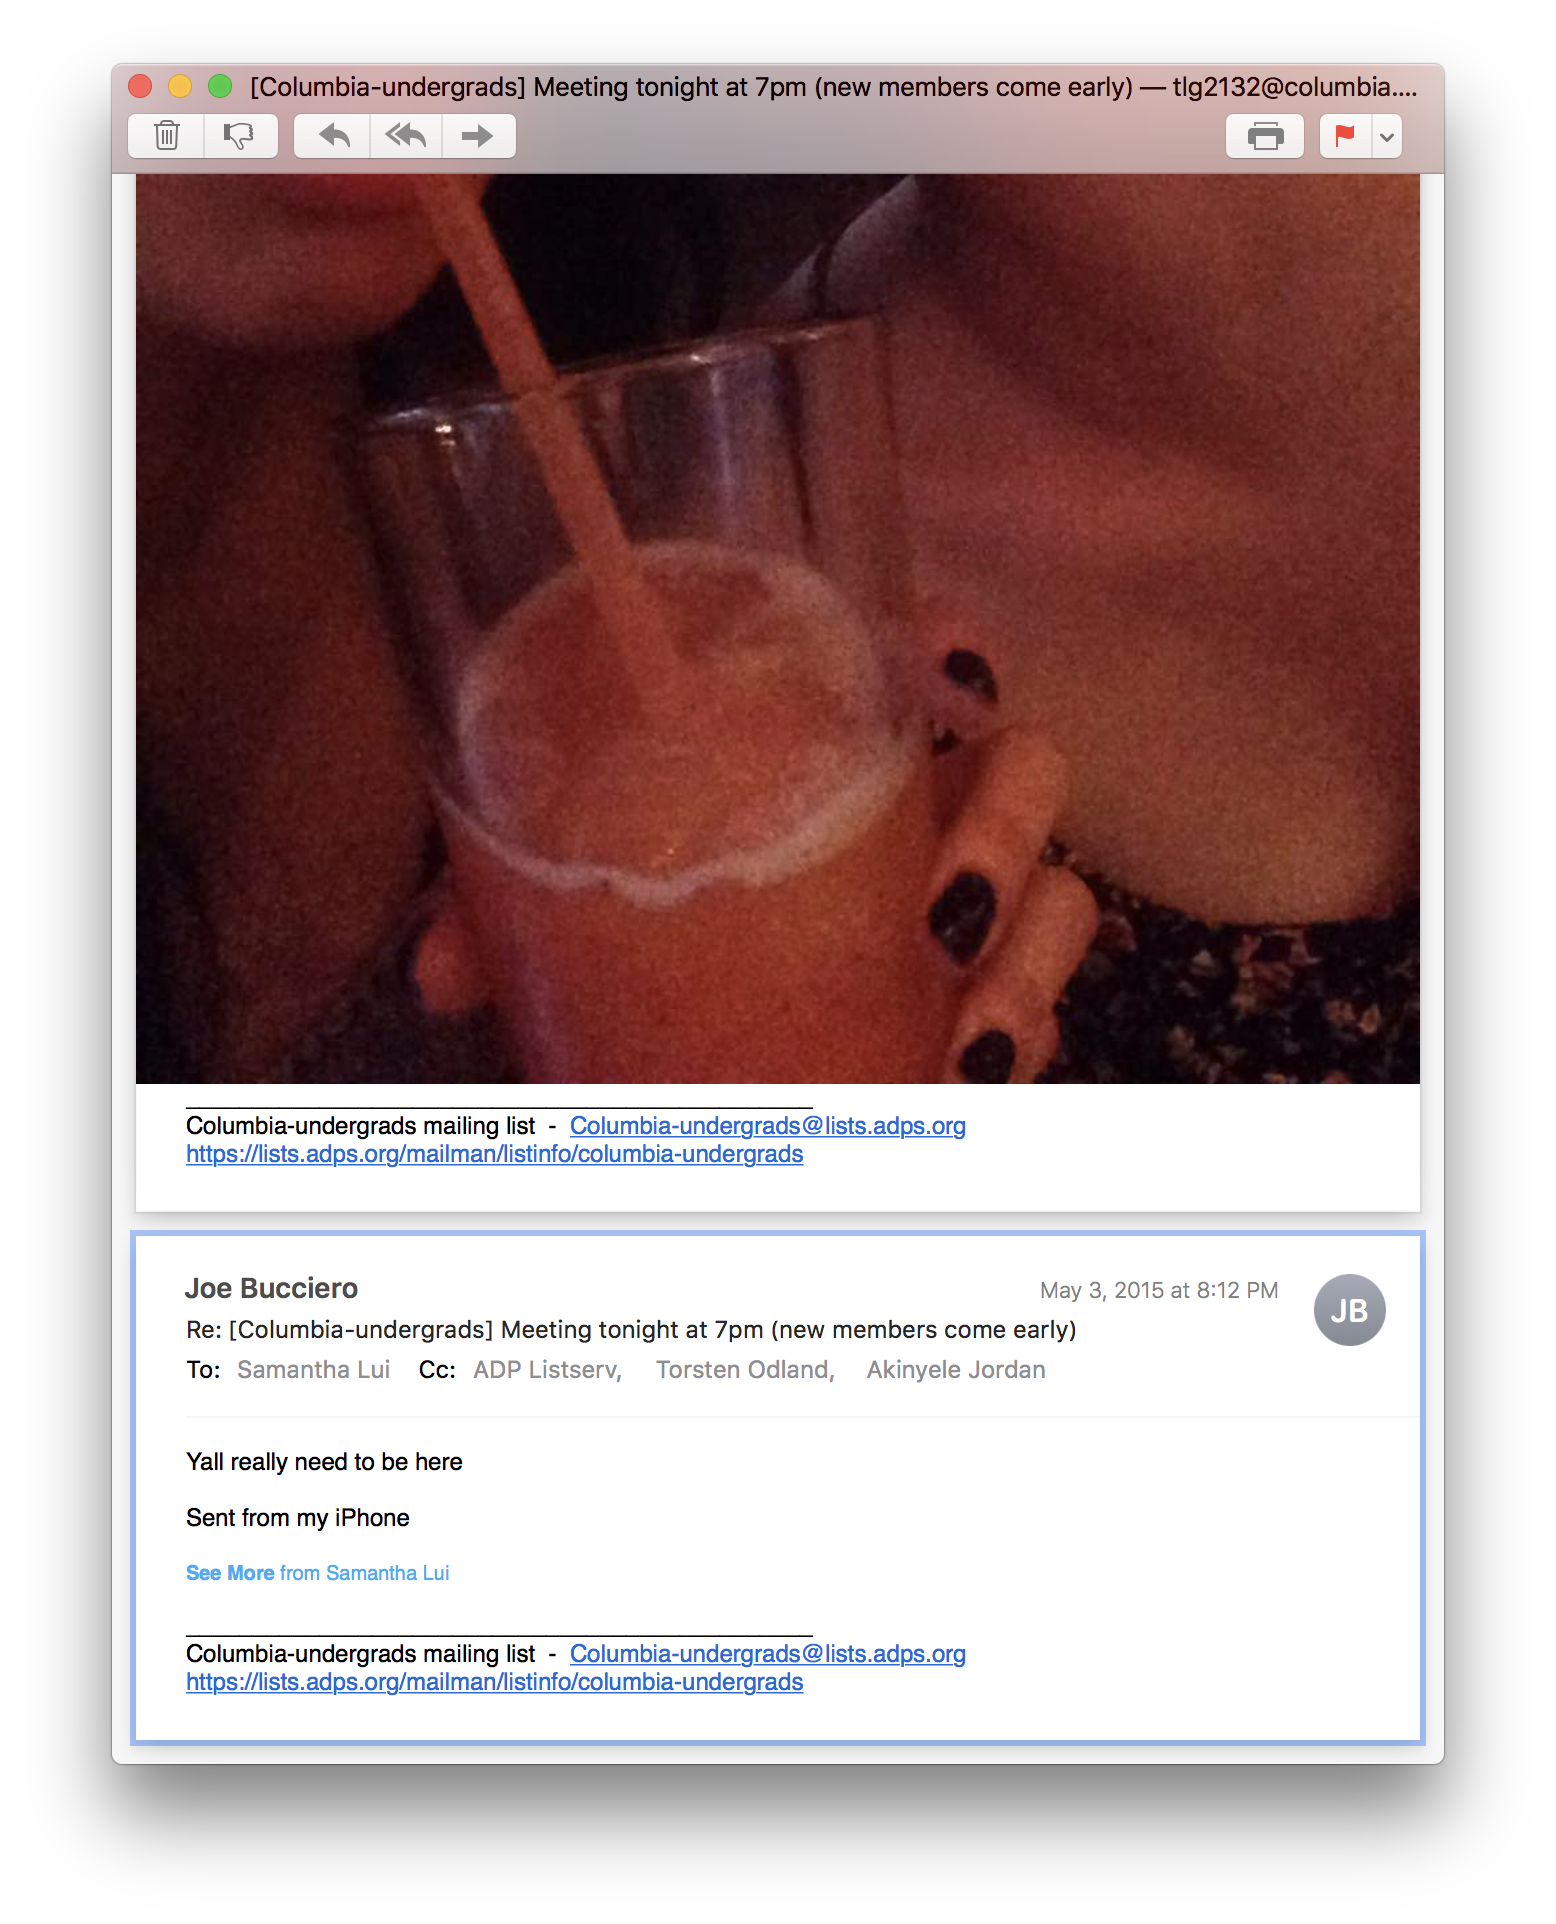 [Columbia-undergrads] Meeting tonight at 7pm (new members come early) — tlg2132@columbia....
Columbia-undergrads mailing list - Columbia-undergrads@lists.adps.org
https://lists.adps.org/mailman/listinfo/columbia-undergrads
Joe Bucciero May 3, 2015 at 8:12 PM
JB
Re: [Columbia-undergrads] Meeting tonight at 7pm (new members come early)
To: Samantha Lui Cc: ADP Listserv, Torsten Odland, Akinyele Jordan
Yall really need to be here
Sent from my iPhone
See More from Samantha Lui
Columbia-undergrads mailing list - Columbia-undergrads@lists.adps.org
https://lists.adps.org/mailman/listinfo/columbia-undergrads